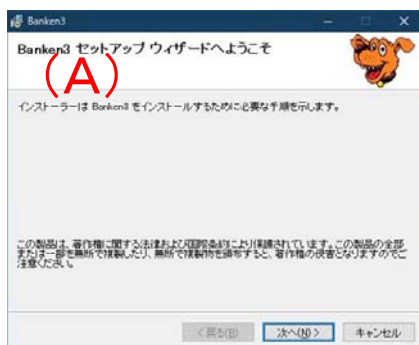 Banken3
Banken3 セットアップ ウィザードへようこそ
(A)
インストーラーは Banken3 をインストールするために必要な手順を示します。
この製品は、著作権に関する法律および国際条約により保護されています。この製品の全部
または一部を無断で複製したり、無断で複製物を頒布すると、著作権の侵害となりますのでご
注意ください。
< 戻る(B)
次へ(N) >
キャンセル